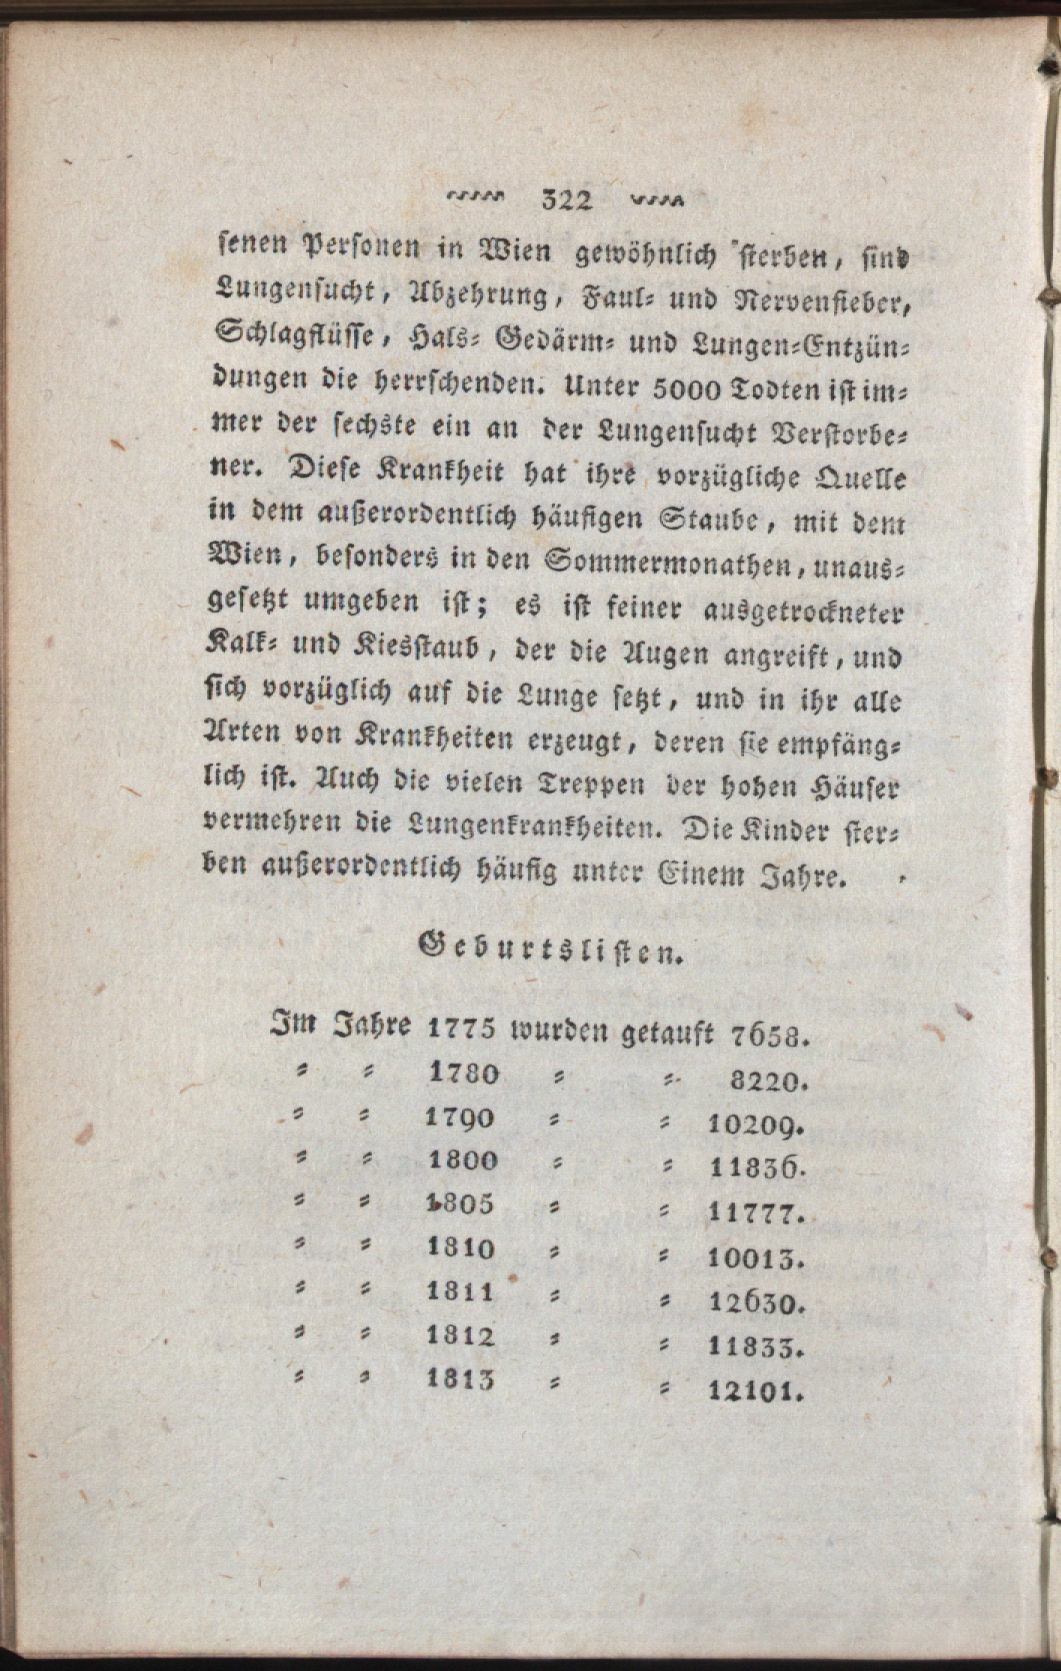 ~~~~ 322 ~~~~
senen Personen in Wien gewöhnlich sterben, sind
Lungensucht, Abzehrung, Faul= und Nervenfieber,
Schlagflüsse, Hals= Gedärm= und Lungen=Entzün=
dungen die herrschenden. Unter 5000 Todten ist im=
mer der sechste ein an der Lungensucht Verstorbe=
ner. Diese Krankheit hat ihre vorzügliche Quelle
in dem außerordentlich häufigen Staube, mit dem
Wien, besonders in den Sommermonathen, unaus=
gesetzt umgeben ist; es ist feiner ausgetrockneter
Kalk= und Kiesstaub, der die Augen angreift, und
sich vorzüglich auf die Lunge setzt, und in ihr alle
Arten von Krankheiten erzeugt, deren sie empfäng=
lich ist. Auch die vielen Treppen der hohen Häuser
vermehren die Lungenkrankheiten. Die Kinder ster=
ben außerordentlich häufig unter Einem Jahre.
Geburtslisten.
Im Jahre 1775 wurden getauft 7658.
= = 1780 = = 8220.
= = 1790 = = 10209.
= = 1800 = = 11836.
= = 1805 = = 11777.
= = 1810 = = 10013.
= = 1811 = = 12630.
= = 1812 = = 11833.
= = 1813 = = 12101.